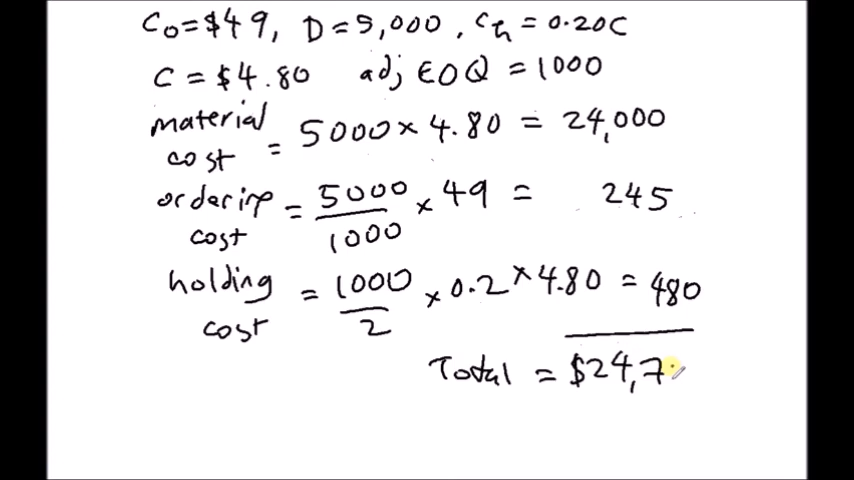 Co = $49, D = 5,000, Ch = 0.20C
C = $4.80 adj EOQ = 1000
material cost = 5000 × 4.80 = 24,000
ordering cost = 5000/1000 × 49 = 245
holding cost = 1000/2 × 0.2 × 4.80 = 480
Total = $24,7